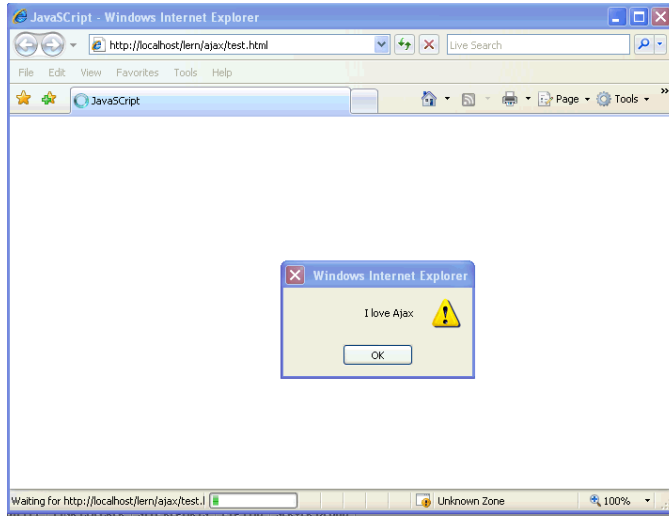 JavaSCript - Windows Internet Explorer
http://localhost/lern/ajax/test.html
Live Search
File Edit View Favorites Tools Help
JavaSCript
Page Tools
Windows Internet Explorer
I love Ajax
OK
Waiting for http://localhost/lern/ajax/test.l
Unknown Zone
100%